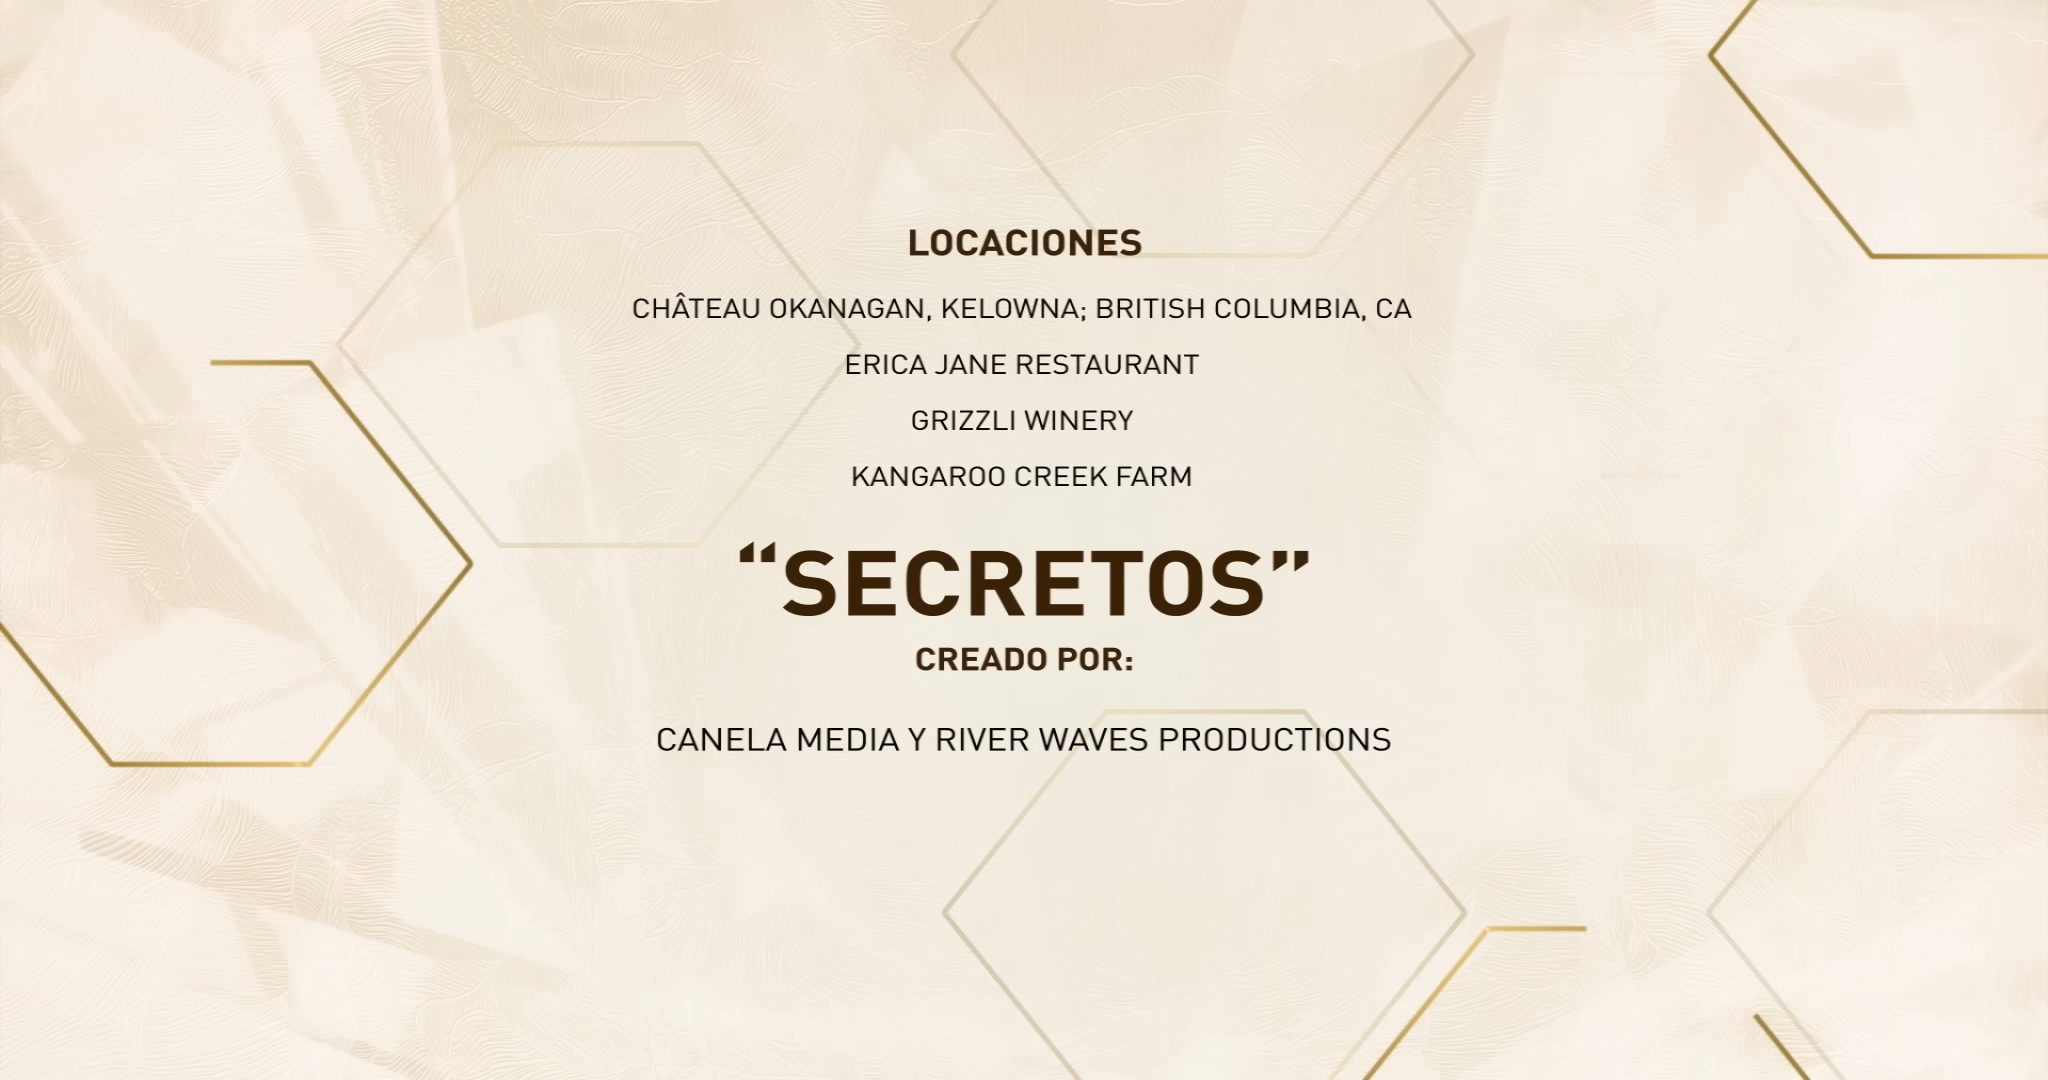 LOCACIONES
CHÂTEAU OKANAGAN, KELOWNA; BRITISH COLUMBIA, CA
ERICA JANE RESTAURANT
GRIZZLI WINERY
KANGAROO CREEK FARM
“SECRETOS”
CREADO POR:
CANELA MEDIA Y RIVER WAVES PRODUCTIONS